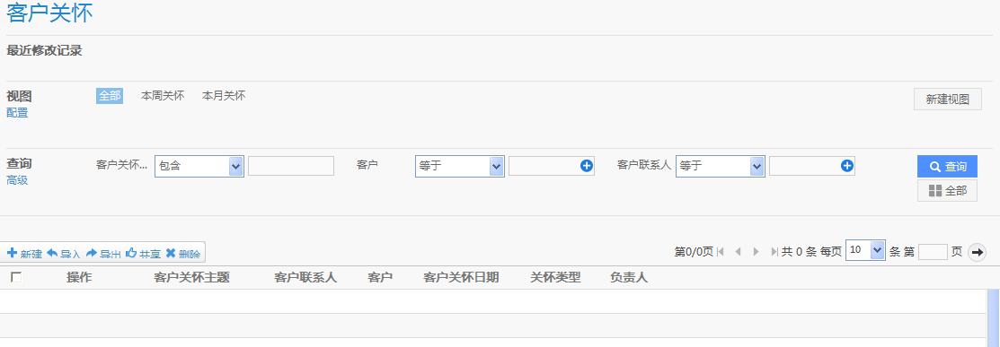 客户关怀
最近修改记录
视图 全部 本周关怀 本月关怀 新建视图
配置
查询 客户关怀... 包含 客户 等于 客户联系人 等于 查询
高级 全部
新建 导入 导出 共享 删除 第0/0页 共 0 条 每页 10 条 第 页
操作 客户关怀主题 客户联系人 客户 客户关怀日期 关怀类型 负责人